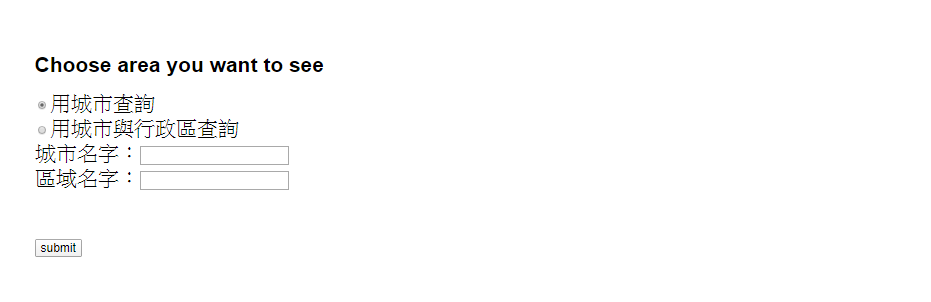 Choose area you want to see
用城市查詢
用城市與行政區查詢
城市名字：
區域名字：
submit